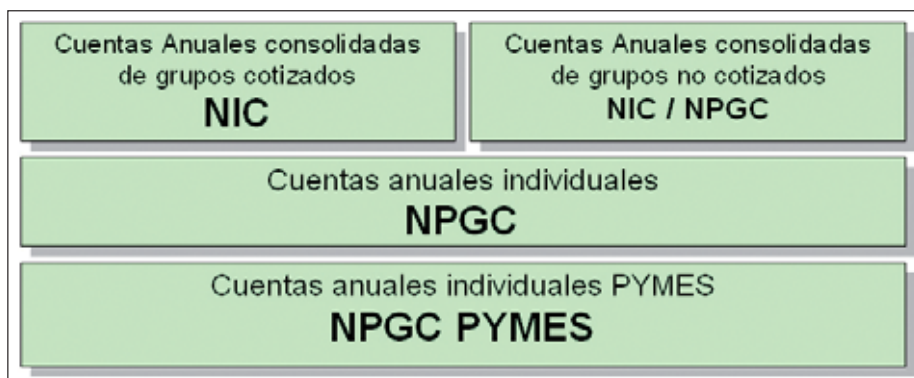 Cuentas Anuales consolidadas
de grupos cotizados
NIC
Cuentas Anuales consolidadas
de grupos no cotizados
NIC / NPGC
Cuentas anuales individuales
NPGC
Cuentas anuales individuales PYMES
NPGC PYMES